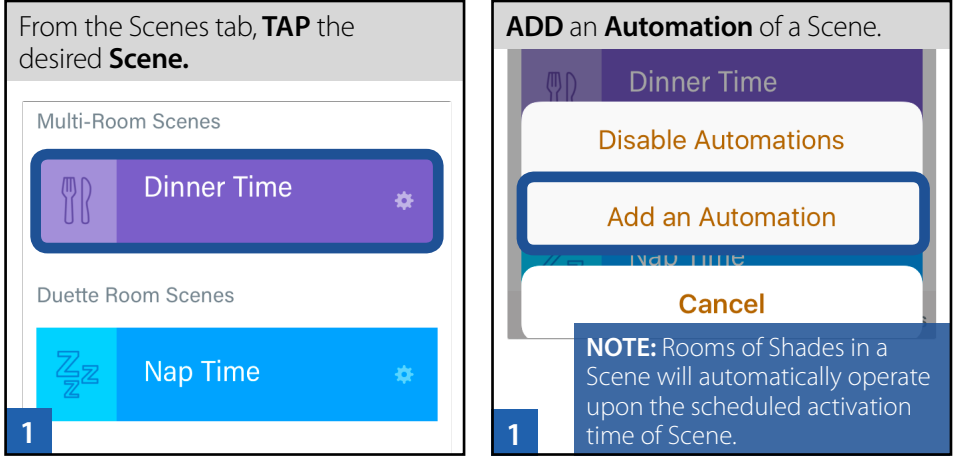 From the Scenes tab, TAP the
desired Scene.
Multi-Room Scenes
Dinner Time
Duette Room Scenes
Nap Time
1
ADD an Automation of a Scene.
Dinner Time
Disable Automations
Add an Automation
Nap Time
Cancel
NOTE: Rooms of Shades in a
Scene will automatically operate
upon the scheduled activation
time of Scene.
1